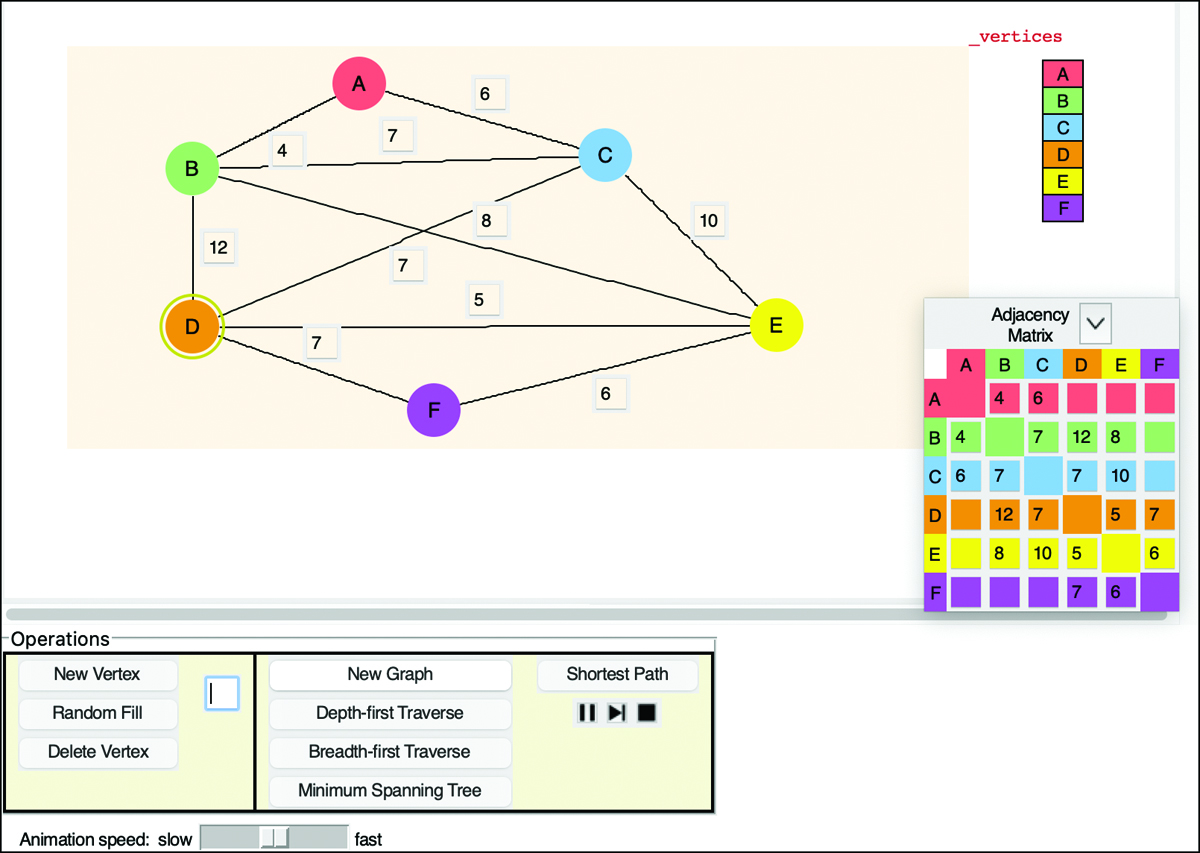 _vertices
A
B
C
D
E
F
A
6
7
4
B
C
8
10
12
7
5
D
7
E
F
6
Adjacency
Matrix
A B C D E F
A 4 6
B 4 7 12 8
C 6 7 7 10
D 12 7 5 7
E 8 10 5 6
F 7 6
Operations
New Vertex
Random Fill
Delete Vertex
New Graph
Depth-first Traverse
Breadth-first Traverse
Minimum Spanning Tree
Shortest Path
Animation speed: slow fast